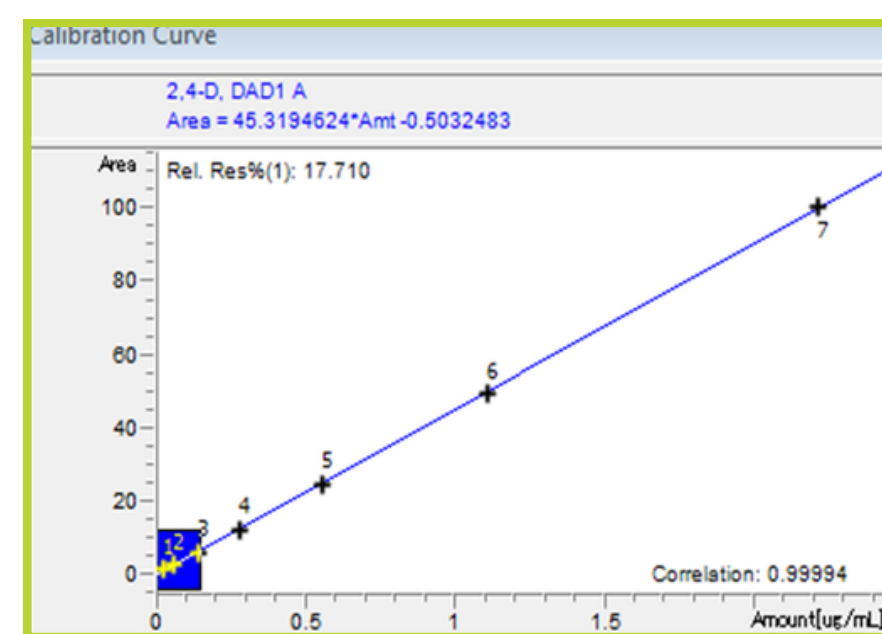 Calibration Curve
2,4-D, DAD1 A
Area = 45.3194624*Amt -0.5032483
Area
Rel. Res%(1): 17.710
100
7
80
60
6
40
5
20
4
3
1 2
0
Correlation: 0.99994
0 0.5 1 1.5 Amount[ug/mL]